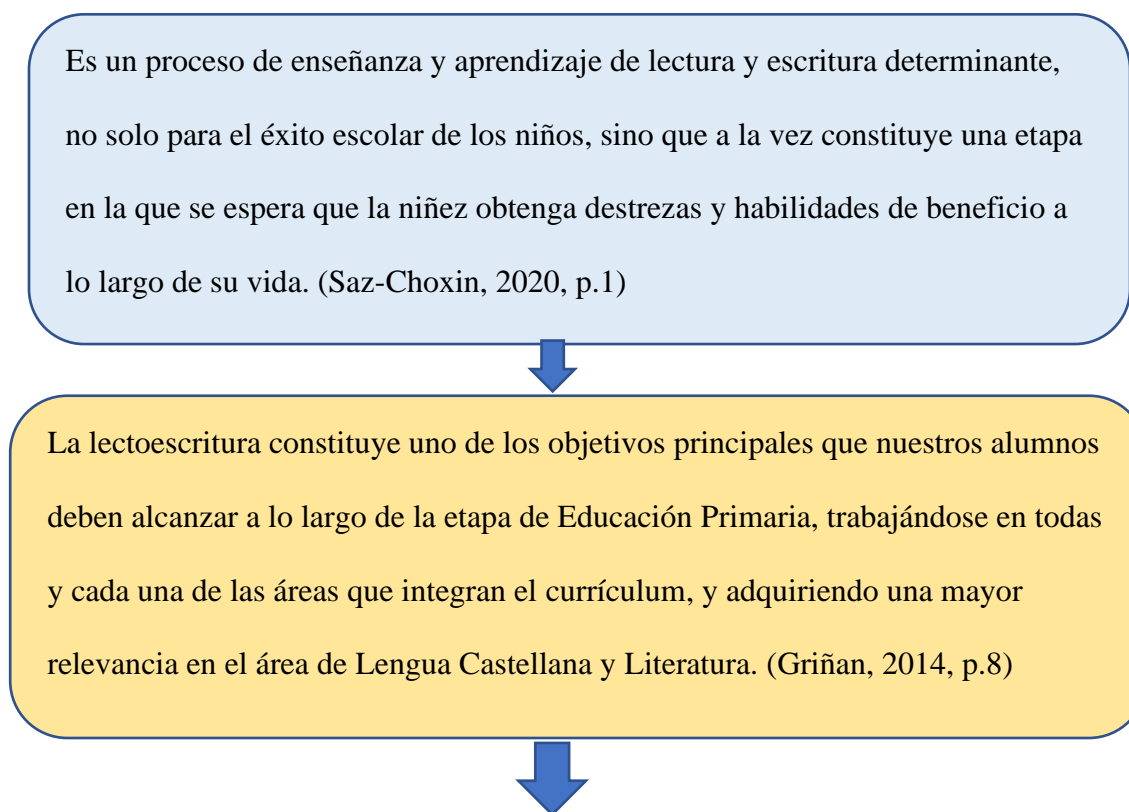 Es un proceso de enseñanza y aprendizaje de lectura y escritura determinante,
no solo para el éxito escolar de los niños, sino que a la vez constituye una etapa
en la que se espera que la niñez obtenga destrezas y habilidades de beneficio a
lo largo de su vida. (Saz-Choxin, 2020, p.1)
La lectoescritura constituye uno de los objetivos principales que nuestros alumnos
deben alcanzar a lo largo de la etapa de Educación Primaria, trabajándose en todas
y cada una de las áreas que integran el currículum, y adquiriendo una mayor
relevancia en el área de Lengua Castellana y Literatura. (Griñan, 2014, p.8)